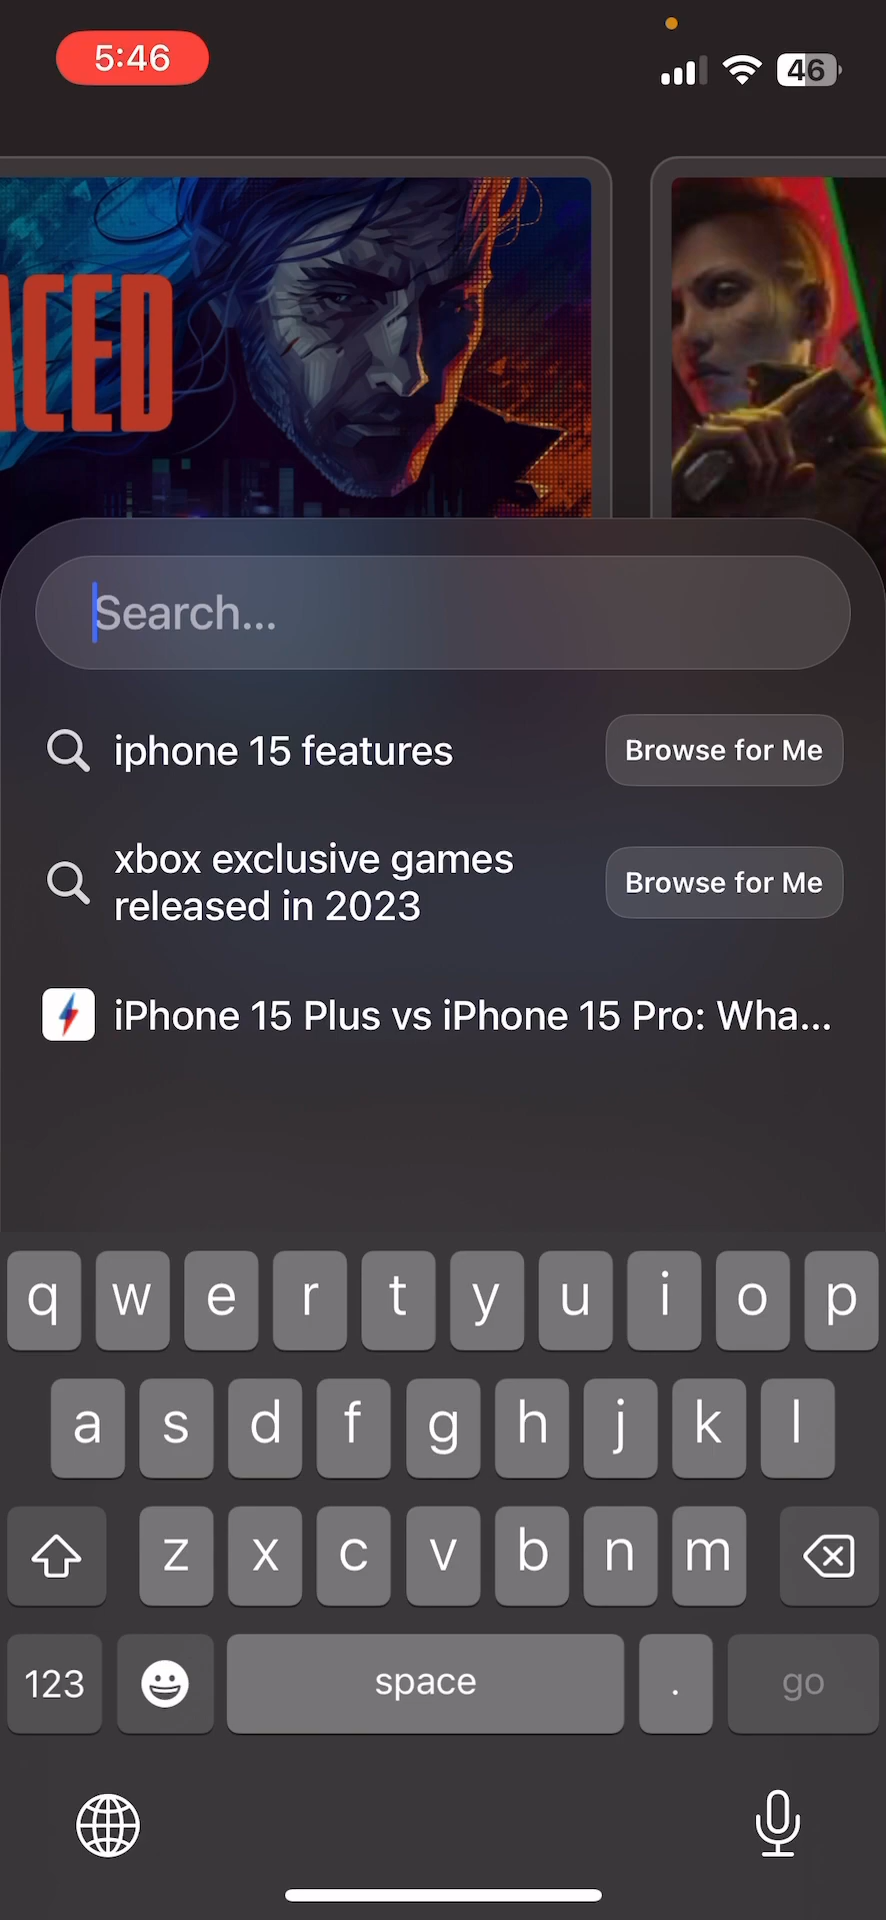 5:46
46
ACED
Search...
iphone 15 features
Browse for Me
xbox exclusive games
released in 2023
Browse for Me
iPhone 15 Plus vs iPhone 15 Pro: Wha...
q w e r t y u i o p
a s d f g h j k l
z x c v b n m
123 space . go